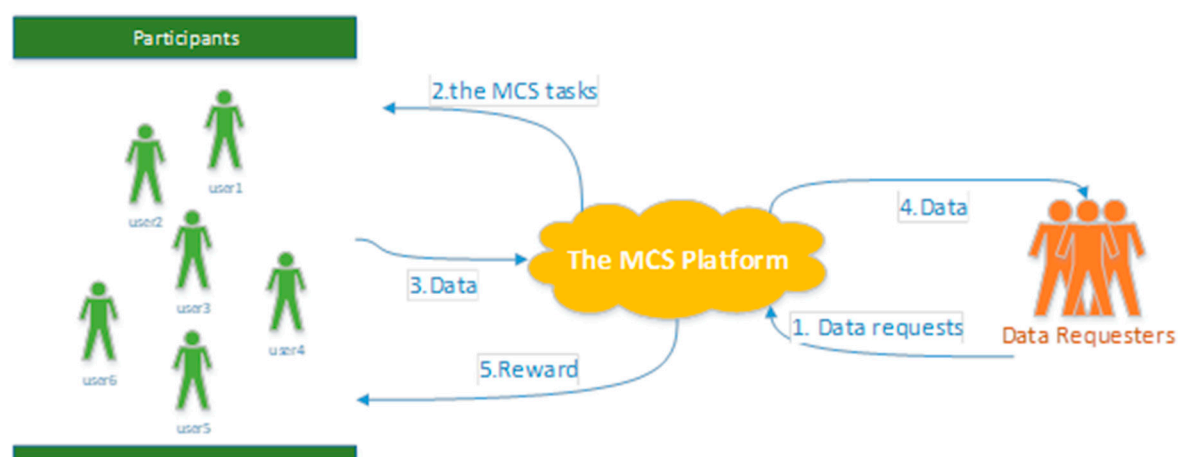 Participants
2.the MCS tasks
user1
user2
4.Data
The MCS Platform
3.Data
user3
1. Data requests
Data Requesters
user4
5.Reward
user6
user5